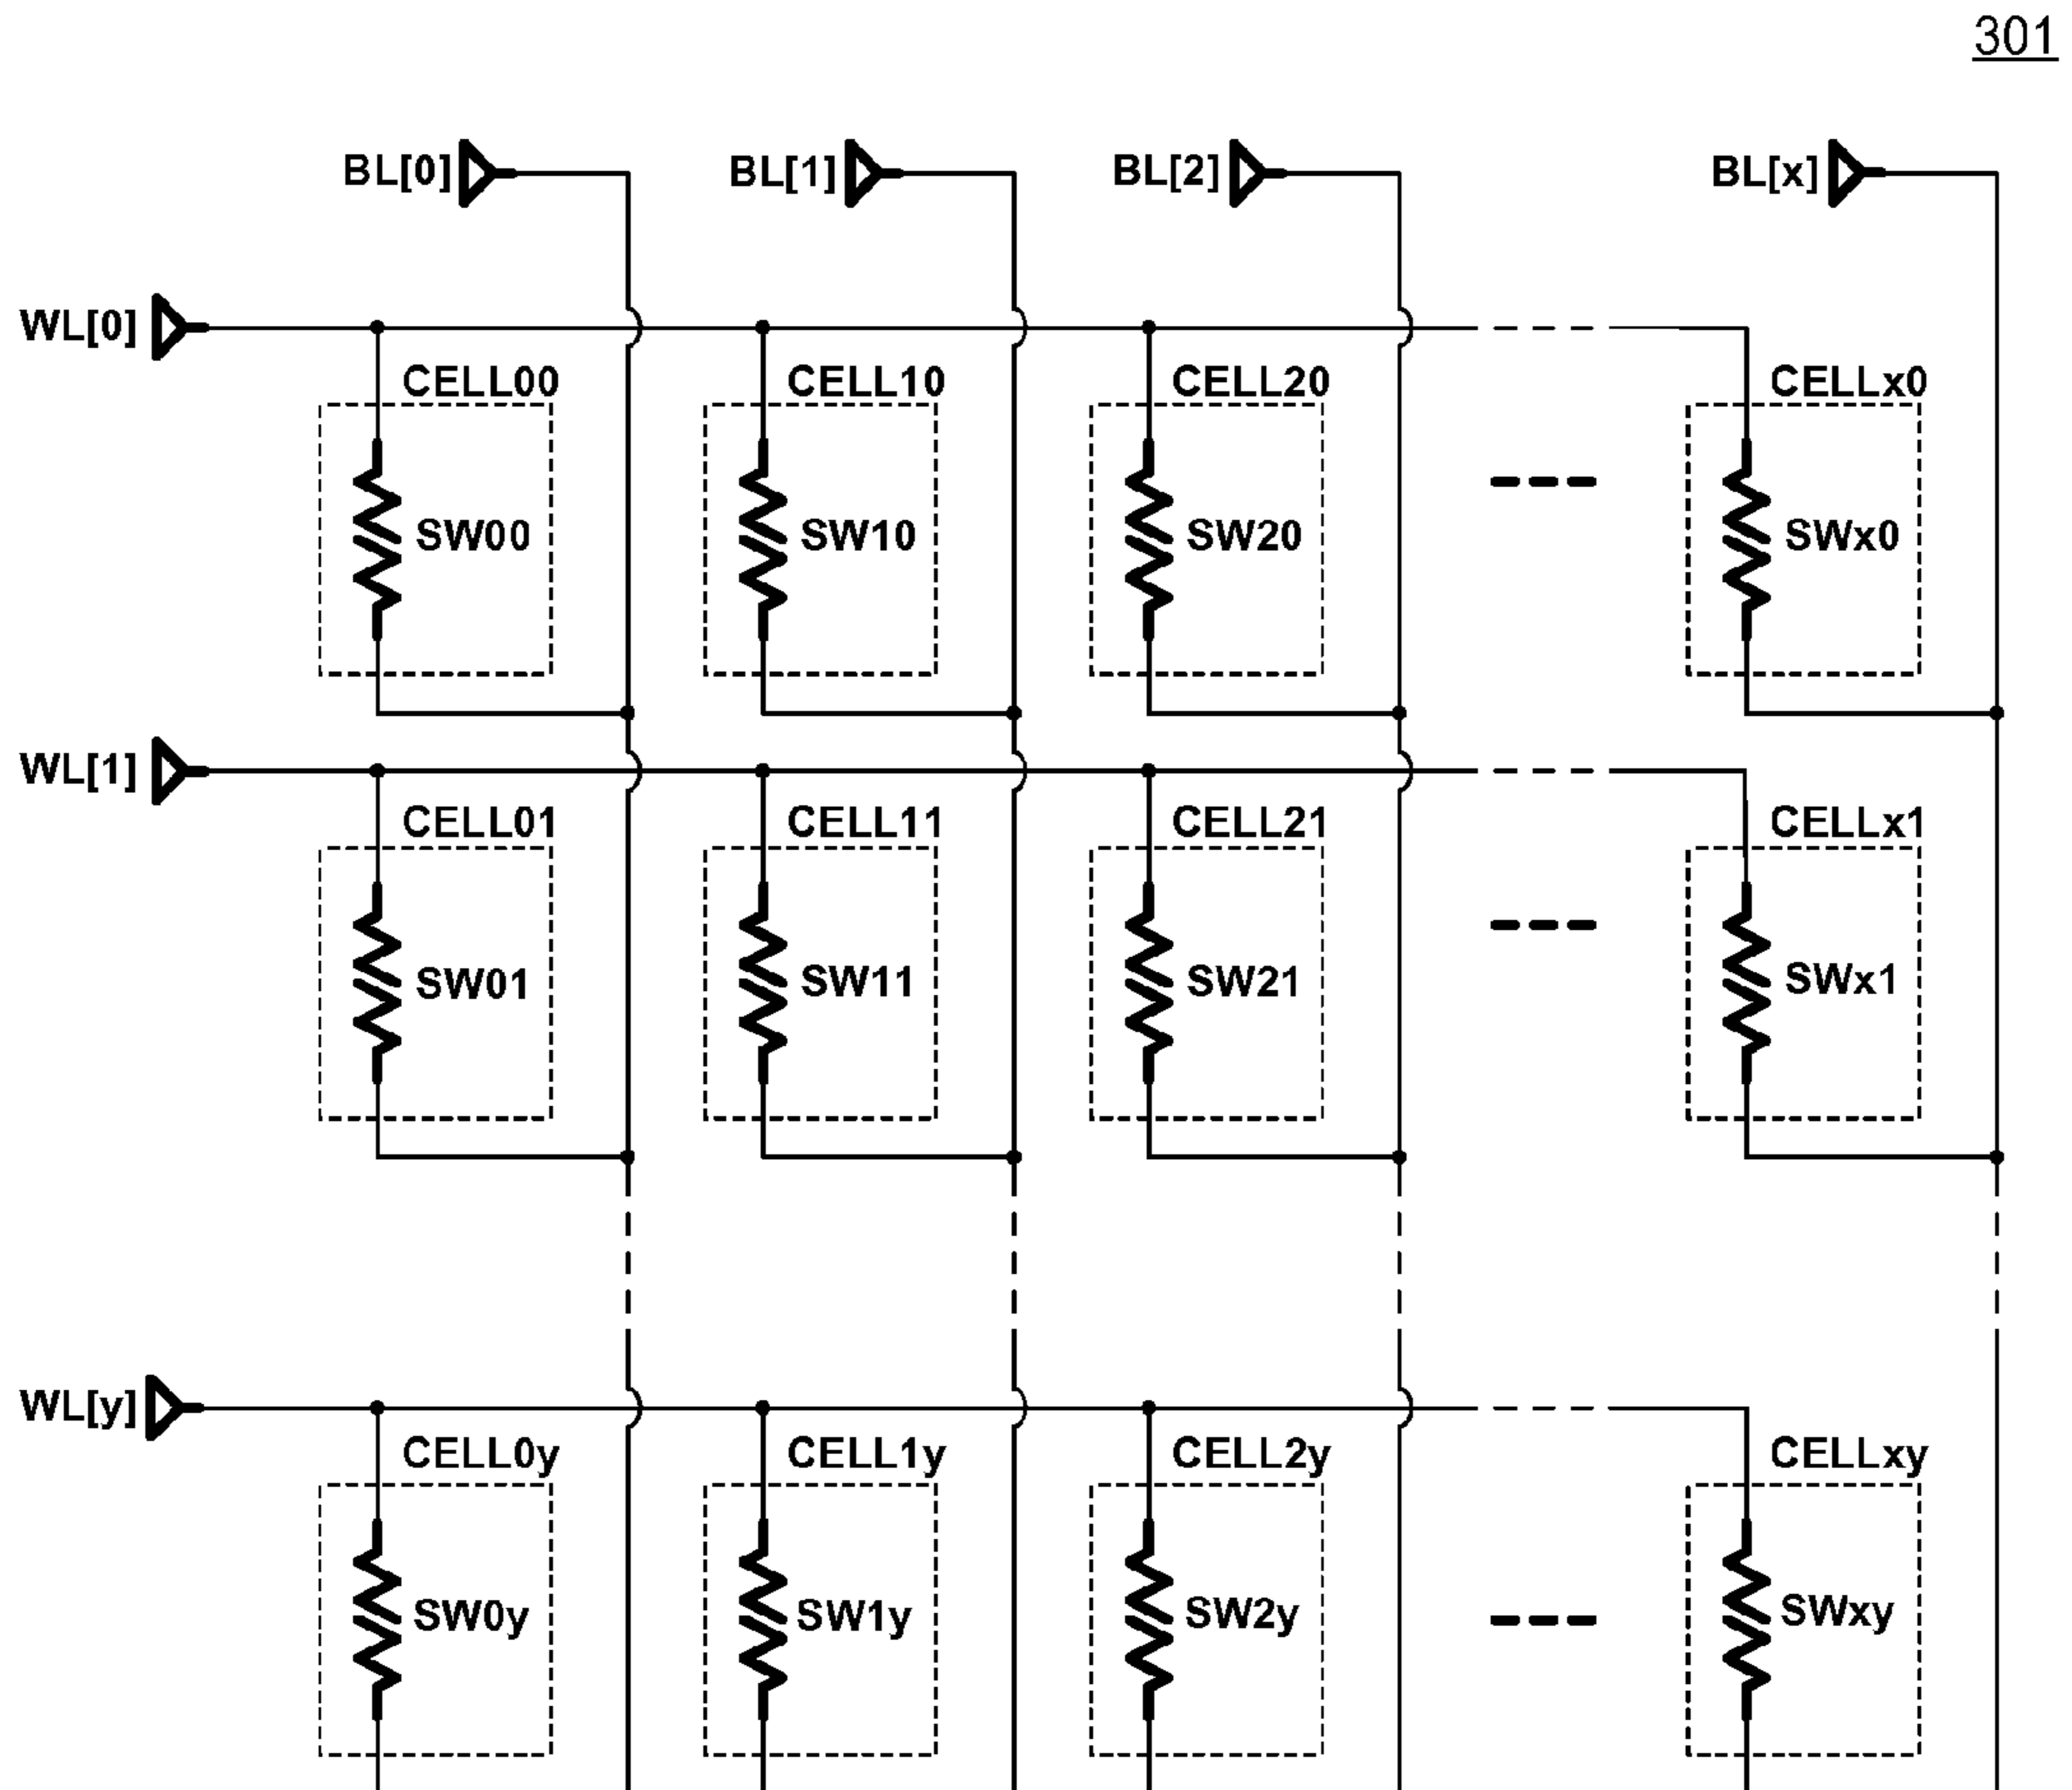 301
BL[0] BL[1] BL[2] BL[x]
WL[0]
CELL00 CELL10 CELL20 CELLx0
SW00 SW10 SW20 SWx0
WL[1]
CELL01 CELL11 CELL21 CELLx1
SW01 SW11 SW21 SWx1
WL[y]
CELL0y CELL1y CELL2y CELLxy
SW0y SW1y SW2y SWxy